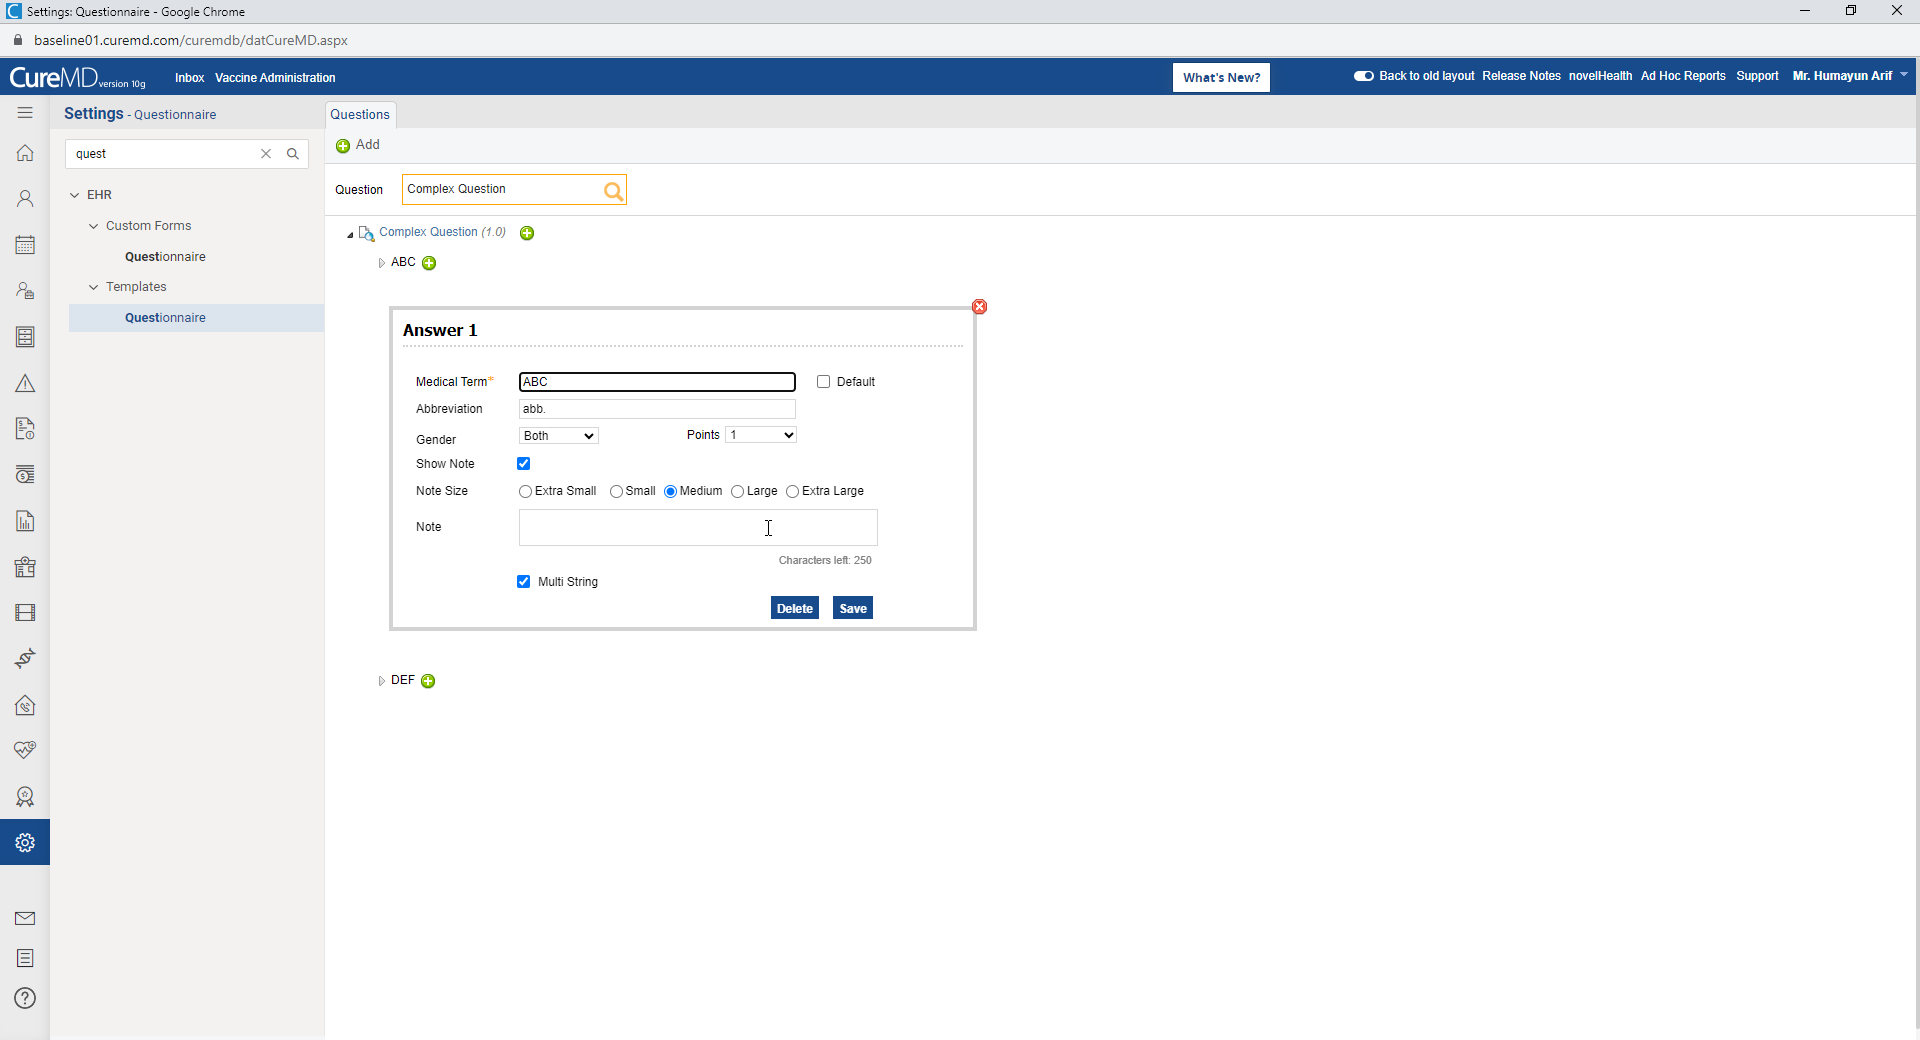 Settings: Questionnaire - Google Chrome
baseline01.curemd.com/curemdb/datCureMD.aspx
CureMD version 10g Inbox Vaccine Administration What's New? Back to old layout Release Notes novelHealth Ad Hoc Reports Support Mr. Humayun Arif
Settings - Questionnaire
quest
EHR
Custom Forms
Questionnaire
Templates
Questionnaire
Questions
Add
Question Complex Question
Complex Question (1.0)
ABC
Answer 1
Medical Term* ABC Default
Abbreviation abb.
Gender Both Points 1
Show Note
Note Size Extra Small Small Medium Large Extra Large
Note
Characters left: 250
Multi String
Delete Save
DEF